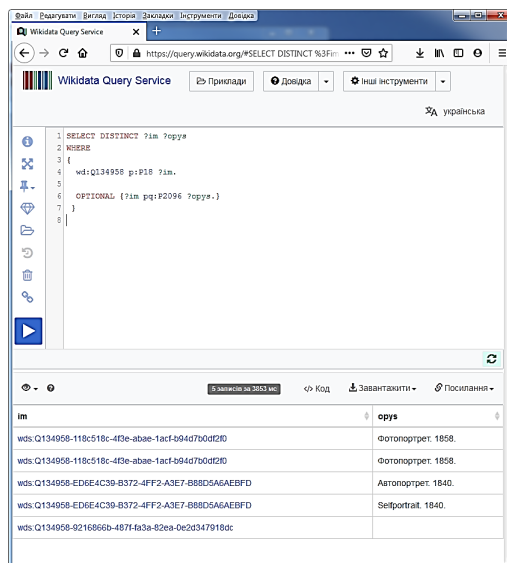 Файл Редагувати Вигляд Історія Закладки Інструменти Довідка
Wikidata Query Service
https://query.wikidata.org/#SELECT DISTINCT %3Fim
Wikidata Query Service
Приклади
Довідка
Інші інструменти
українська
1 SELECT DISTINCT ?im ?opys
2 WHERE
3 {
4 wd:Q134958 p:P18 ?im.
5
6 OPTIONAL {?im pq:P2096 ?opys.}
7 }
8
5 записів за 3853 мс
</> Код
Завантажити
Посилання
im opys
wds:Q134958-118c518c-4f3e-abae-1acf-b94d7b0df2f0 Фотопортрет. 1858.
wds:Q134958-118c518c-4f3e-abae-1acf-b94d7b0df2f0 Фотопортрет. 1858.
wds:Q134958-ED6E4C39-B372-4FF2-A3E7-B88D5A6AEBFD Автопортрет. 1840.
wds:Q134958-ED6E4C39-B372-4FF2-A3E7-B88D5A6AEBFD Selfportrait. 1840.
wds:Q134958-9216866b-487f-fa3a-82ea-0e2d347918dc